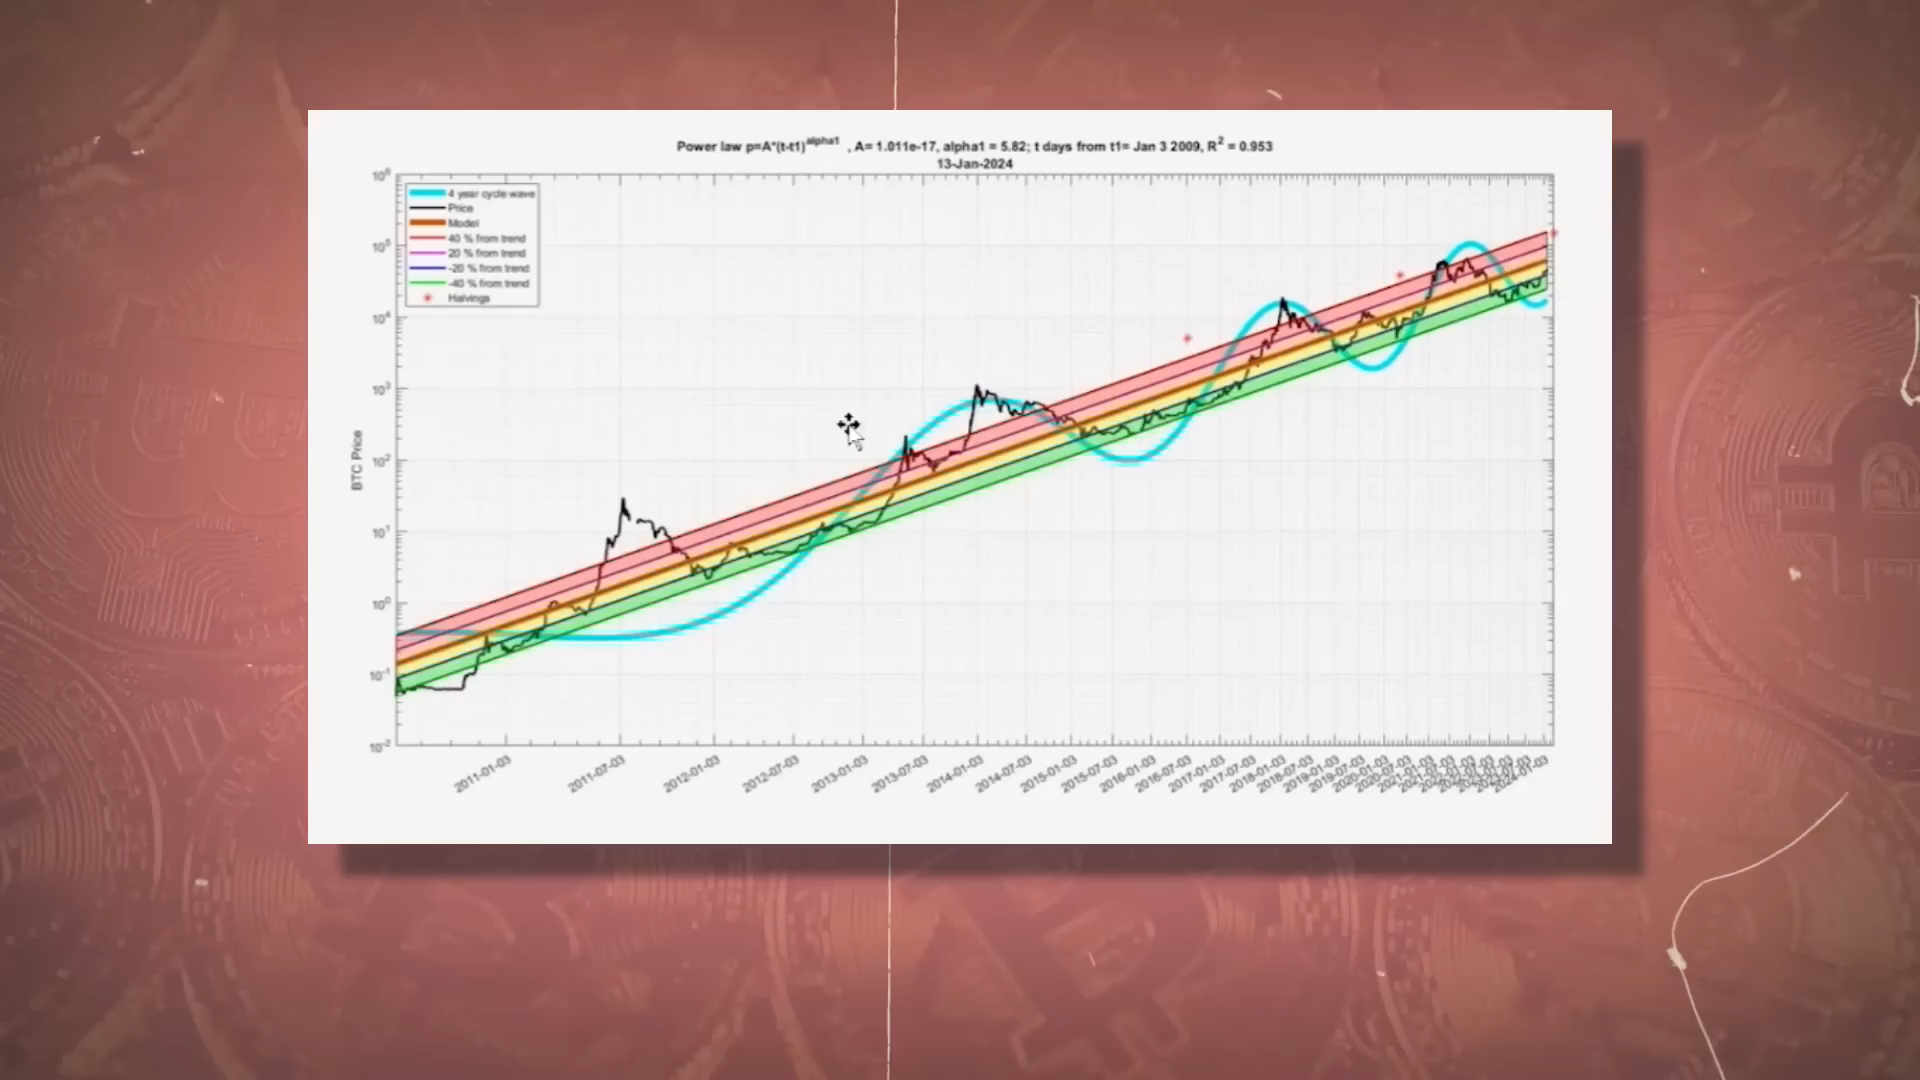 Power law p=A*(t-t1)^alpha1 , A= 1.011e-17, alpha1 = 5.82; t days from t1= Jan 3 2009, R^2 = 0.953
13-Jan-2024
4 year cycle wave
Price
Model
40 % from trend
20 % from trend
-20 % from trend
-40 % from trend
Halvings
BTC Price
10^6
10^5
10^4
10^3
10^2
10^1
10^0
10^-1
10^-2
2011-01-03
2011-07-03
2012-01-03
2012-07-03
2013-01-03
2013-07-03
2014-01-03
2014-07-03
2015-01-03
2015-07-03
2016-01-03
2016-07-03
2017-01-03
2017-07-03
2018-01-03
2018-07-03
2019-01-03
2019-07-03
2020-01-03
2020-07-03
2021-01-03
2024-01-03